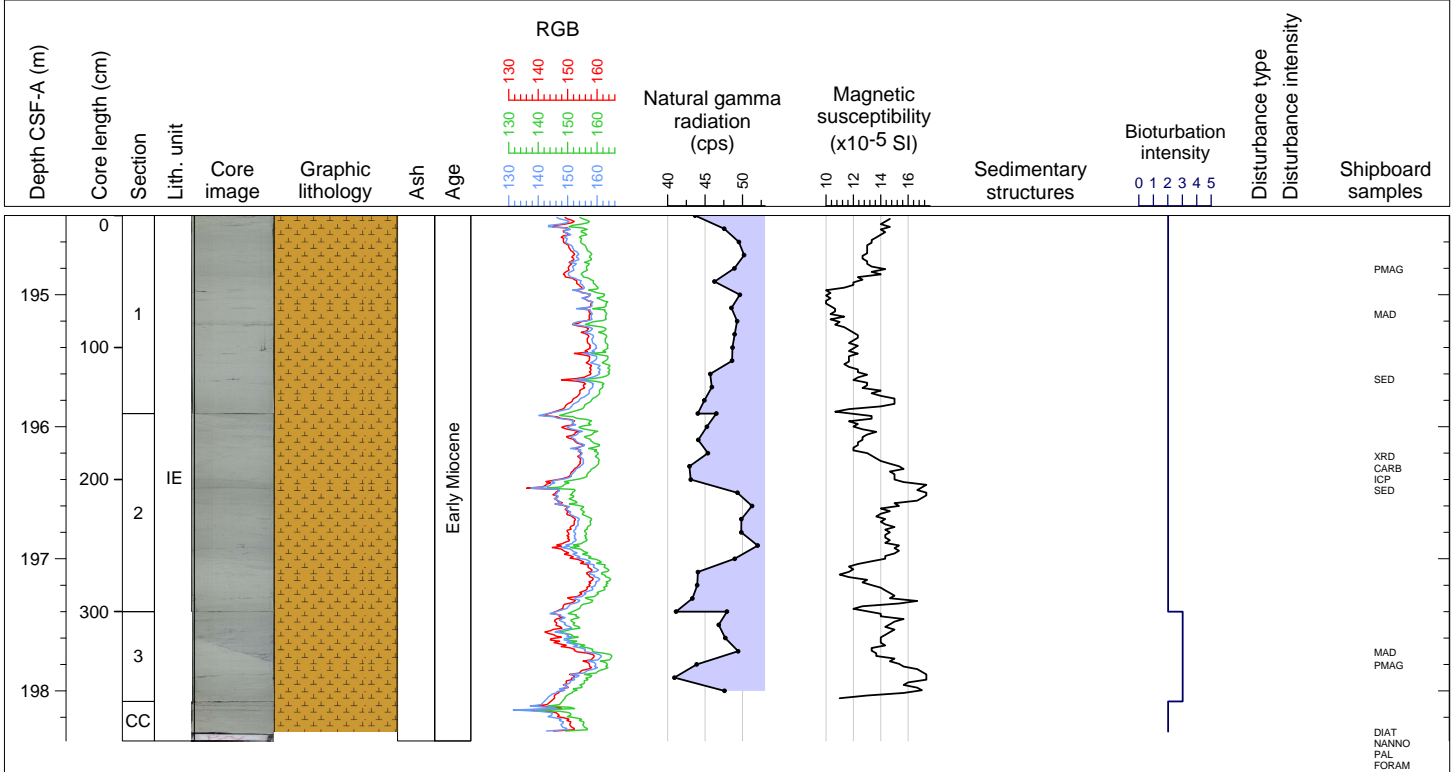 Depth CSF-A (m)
Core length (cm)
Section
Lith. unit
Core
image
Graphic
lithology
Ash
Age
RGB
130 140 150 160
130 140 150 160
130 140 150 160
Natural gamma
radiation
(cps)
40 45 50
Magnetic
susceptibility
(x10-5 SI)
10 12 14 16
Sedimentary
structures
Bioturbation
intensity
0 1 2 3 4 5
Disturbance type
Disturbance intensity
Shipboard
samples
0
PMAG
195
1
MAD
100
SED
196
XRD
IE
CARB
200
ICP
SED
2
Early Miocene
197
300
3
MAD
PMAG
198
CC
DIAT
NANNO
PAL
FORAM